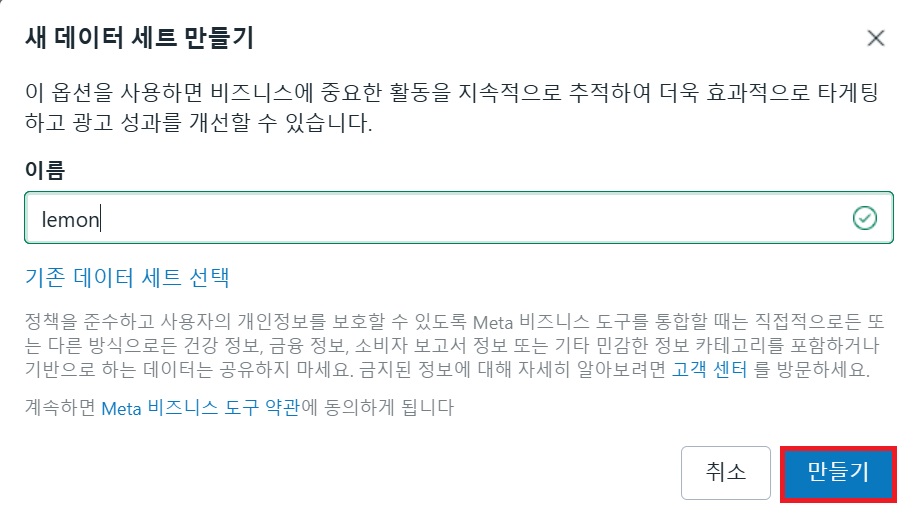 새 데이터 세트 만들기
이 옵션을 사용하면 비즈니스에 중요한 활동을 지속적으로 추적하여 더욱 효과적으로 타게팅
하고 광고 성과를 개선할 수 있습니다.
이름
lemon
기존 데이터 세트 선택
정책을 준수하고 사용자의 개인정보를 보호할 수 있도록 Meta 비즈니스 도구를 통합할 때는 직접적으로든 또
는 다른 방식으로든 건강 정보, 금융 정보, 소비자 보고서 정보 또는 기타 민감한 정보 카테고리를 포함하거나
기반으로 하는 데이터는 공유하지 마세요. 금지된 정보에 대해 자세히 알아보려면 고객 센터 를 방문하세요.
계속하면 Meta 비즈니스 도구 약관에 동의하게 됩니다
취소 만들기